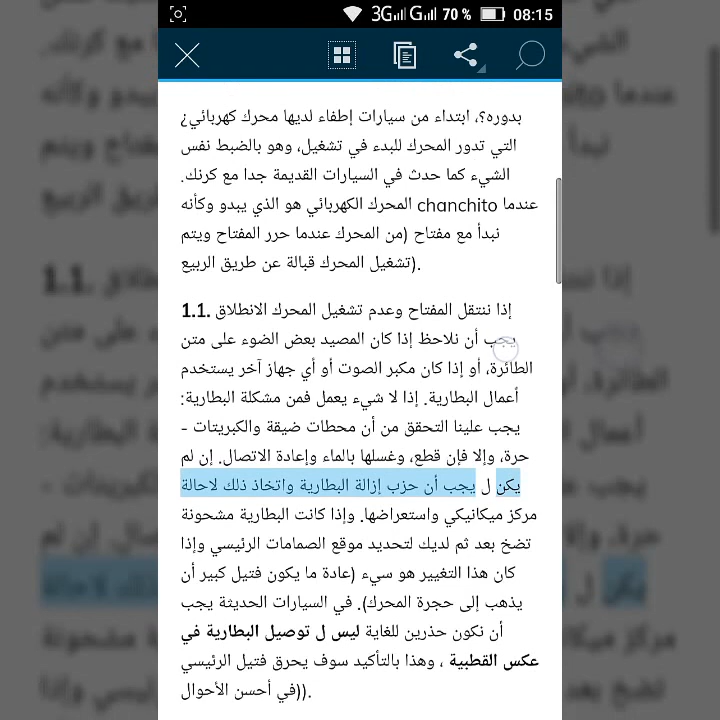 3G G 70 % 08:15
بدوره؟، ابتداء من سيارات إطفاء لديها محرك كهربائي¿
التي تدور المحرك للبدء في تشغيل، وهو بالضبط نفس
الشيء كما حدث في السيارات القديمة جدا مع كرنك.
عندما chanchito المحرك الكهربائي هو الذي يبدو وكأنه
نبدأ مع مفتاح (من المحرك عندما حرر المفتاح ويتم
تشغيل المحرك قبالة عن طريق الربيع).
1.1. إذا ننتقل المفتاح وعدم تشغيل المحرك الانطلاق
يجب أن نلاحظ إذا كان المصيد بعض الضوء على متن
الطائرة، أو إذا كان مكبر الصوت أو أي جهاز آخر يستخدم
أعمال البطارية. إذا لا شيء يعمل فمن مشكلة البطارية:
يجب علينا التحقق من أن محطات ضيقة والكبريتات -
حرة، وإلا فإن قطع، وغسلها بالماء وإعادة الاتصال. إن لم
يكن ل يجب أن حزب إزالة البطارية واتخاذ ذلك لاحالة
مركز ميكانيكي واستعراضها. وإذا كانت البطارية مشحونة
تضخ بعد ثم لديك لتحديد موقع الصمامات الرئيسي وإذا
كان هذا التغيير هو سيء (عادة ما يكون فتيل كبير أن
يذهب إلى حجرة المحرك). في السيارات الحديثة يجب
أن نكون حذرين للغاية ليس ل توصيل البطارية في
عكس القطبية ، وهذا بالتأكيد سوف يحرق فتيل الرئيسي
(في أحسن الأحوال)).